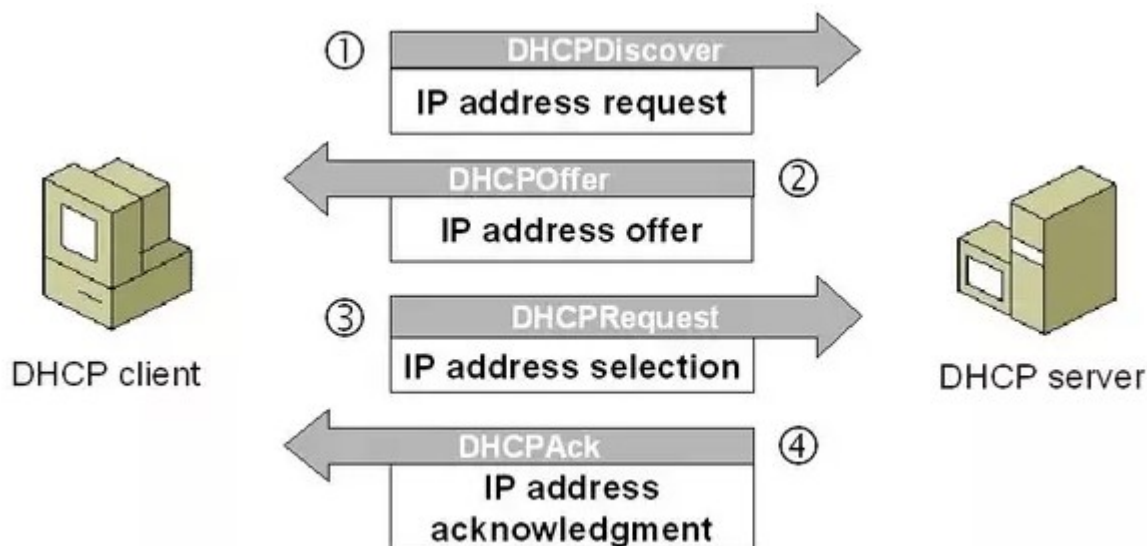 ①
DHCPDiscover
IP address request
DHCPOffer
②
IP address offer
③
DHCPRequest
IP address selection
DHCP client
DHCP server
DHCPAck
④
IP address
acknowledgment